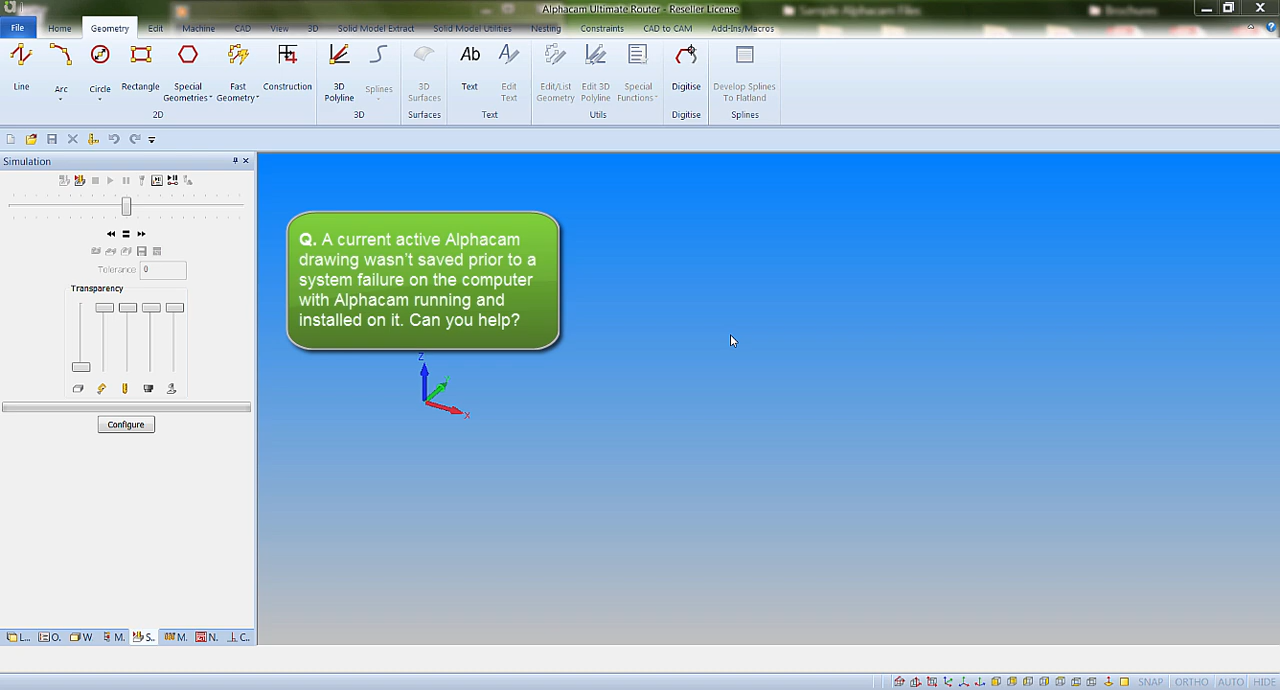 Alphacam Ultimate Router - Reseller License
Sample Alphacam Files
Brochures
File
Home
Geometry
Edit
Machine
CAD
View
3D
Solid Model Extract
Solid Model Utilities
Nesting
Constraints
CAD to CAM
Add-Ins/Macros
Line
Arc
Circle
Rectangle
Special
Geometries
Fast
Geometry
Construction
2D
3D
Polyline
Splines
3D
3D
Surfaces
Surfaces
Ab
Text
Edit
Text
Text
Edit/List
Geometry
Edit 3D
Polyline
Special
Functions
Utils
Digitise
Digitise
Develop Splines
To Flatland
Splines
Simulation
Tolerance 0
Transparency
Configure
Q. A current active Alphacam
drawing wasn't saved prior to a
system failure on the computer
with Alphacam running and
installed on it. Can you help?
Z
X
L... O. W M. S.. M. N. C..
SNAP ORTHO AUTO HIDE